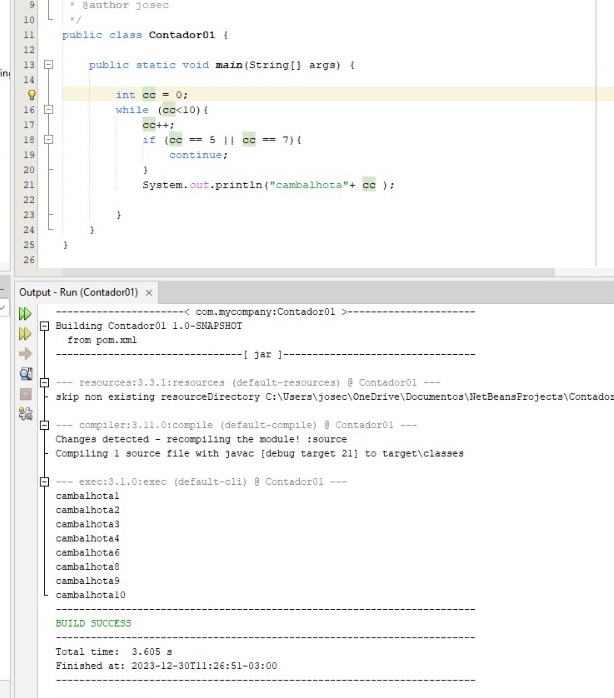 9 * @author josec
10 */
11 public class Contador01 {
12
13 public static void main(String[] args) {
14
int cc = 0;
16 while (cc<10){
17 cc++;
18 if (cc == 5 || cc == 7){
19 continue;
20 }
21 System.out.println("cambalhota"+ cc );
22
23 }
24 }
25 }
26
Output - Run (Contador01) ×
---------------------< com.mycompany:Contador01 >---------------------
Building Contador01 1.0-SNAPSHOT
from pom.xml
--------------------------------[ jar ]---------------------------------
--- resources:3.3.1:resources (default-resources) @ Contador01 ---
skip non existing resourceDirectory C:\Users\josec\OneDrive\Documentos\NetBeansProjects\Contador
--- compiler:3.11.0:compile (default-compile) @ Contador01 ---
Changes detected - recompiling the module! :source
Compiling 1 source file with javac [debug target 21] to target\classes
--- exec:3.1.0:exec (default-cli) @ Contador01 ---
cambalhota1
cambalhota2
cambalhota3
cambalhota4
cambalhota6
cambalhota8
cambalhota9
cambalhota10
------------------------------------------------------------------------
BUILD SUCCESS
------------------------------------------------------------------------
Total time: 3.605 s
Finished at: 2023-12-30T11:26:51-03:00
------------------------------------------------------------------------